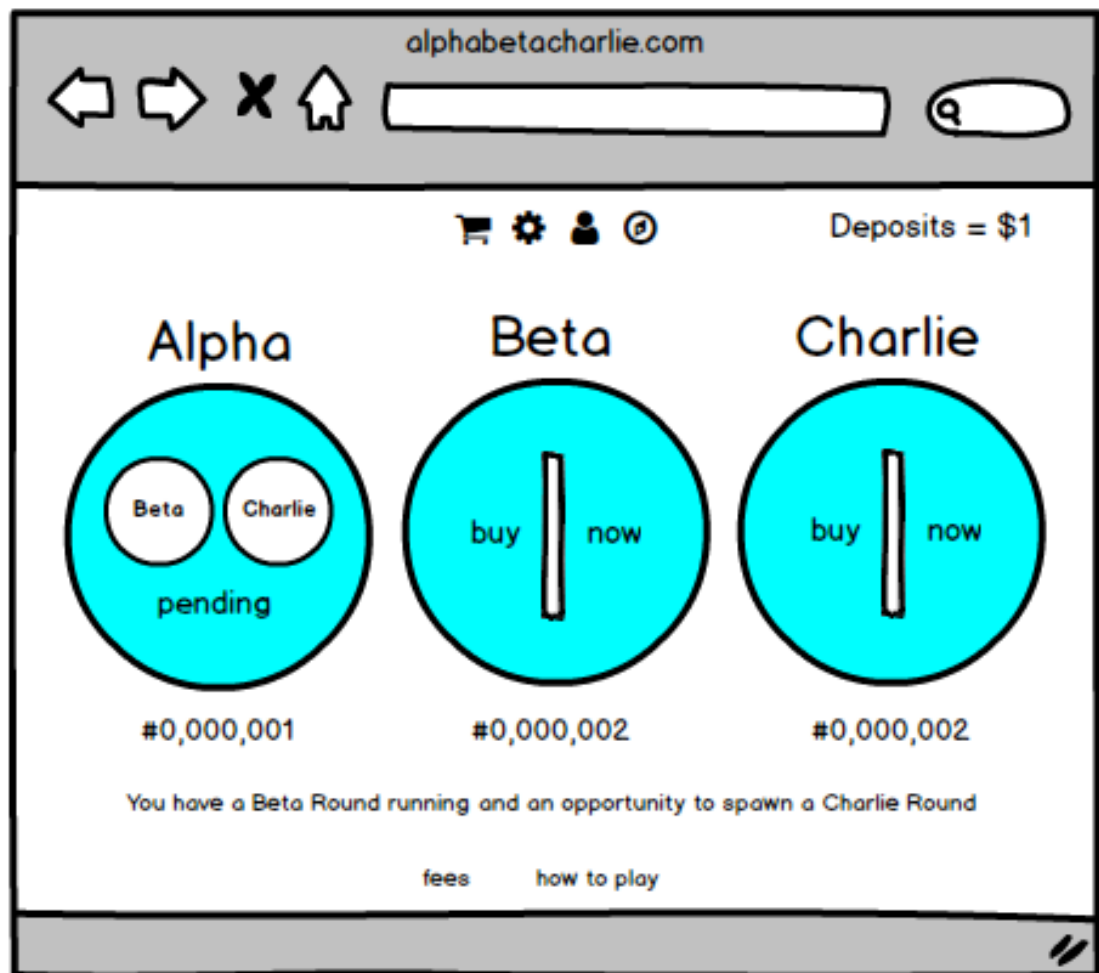 alphabetacharlie.com
Deposits = $1
Alpha Beta Charlie
Beta Charlie
buy now
buy now
pending
#0,000,001 #0,000,002 #0,000,002
You have a Beta Round running and an opportunity to spawn a Charlie Round
fees how to play